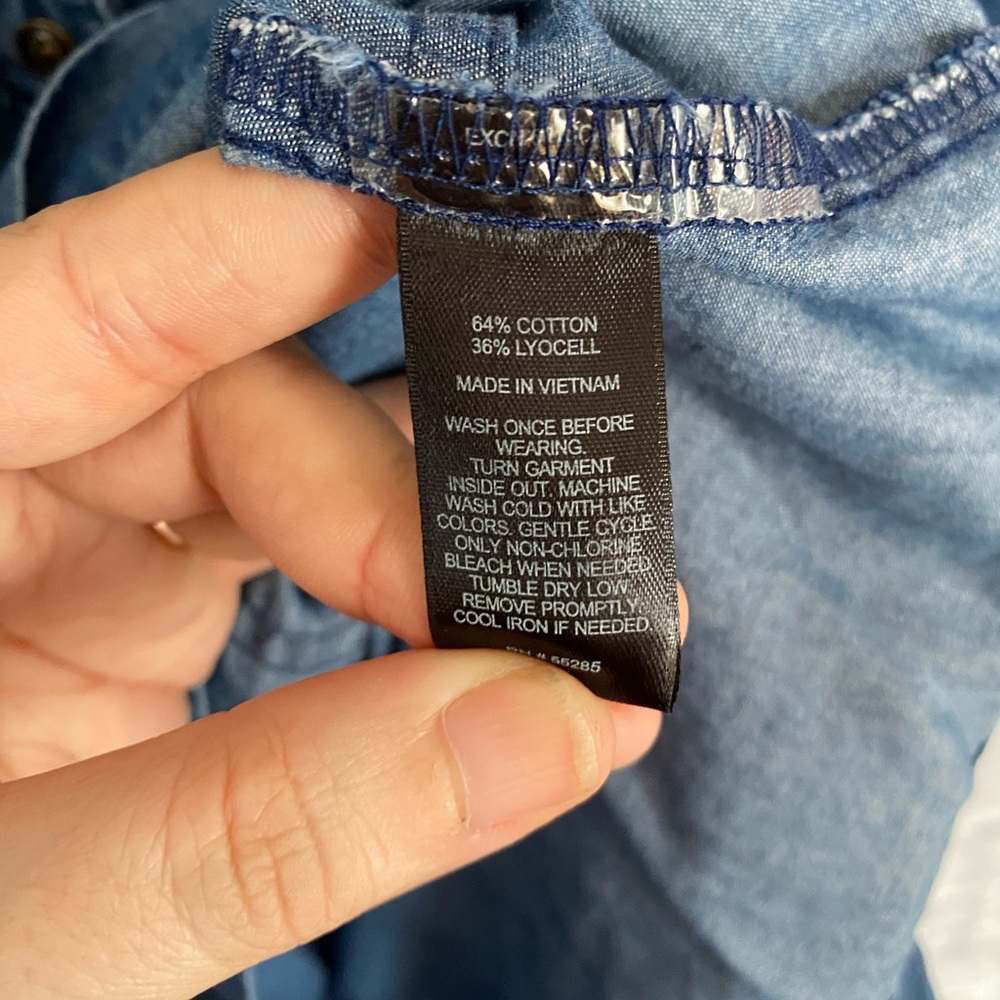 64% COTTON
36% LYOCELL
MADE IN VIETNAM
WASH ONCE BEFORE
WEARING.
TURN GARMENT
INSIDE OUT. MACHINE
WASH COLD WITH LIKE
COLORS. GENTLE CYCLE.
ONLY NON-CHLORINE
BLEACH WHEN NEEDED.
TUMBLE DRY LOW.
REMOVE PROMPTLY.
COOL IRON IF NEEDED.
RN # 55285